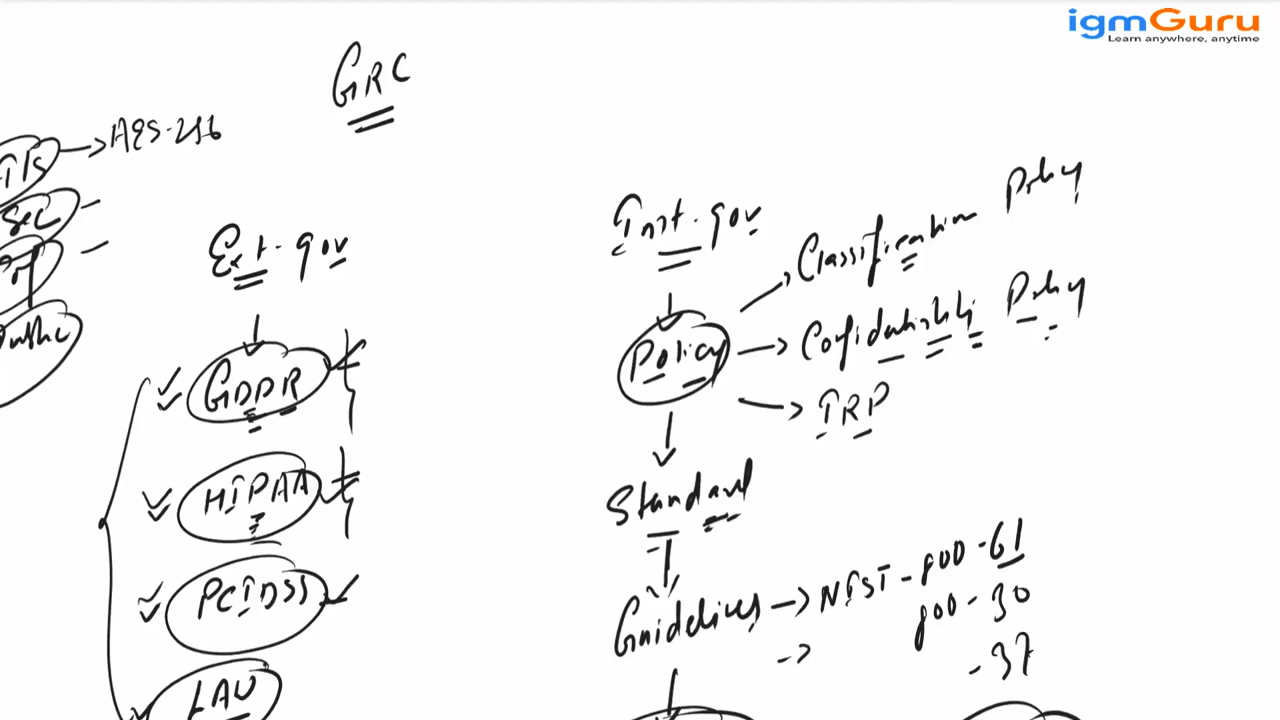 igmGuru
Learn anywhere, anytime
GRC
T/S → AES-256
Sec
Ext. gov
GDPR
HIPAA
PCIDSS
LAW
Int. gov
Policy
Classification Policy
Confidentiality Policy
IRP
Standard
Guidelines → NIST - 800 - 61
800 - 30
- 37